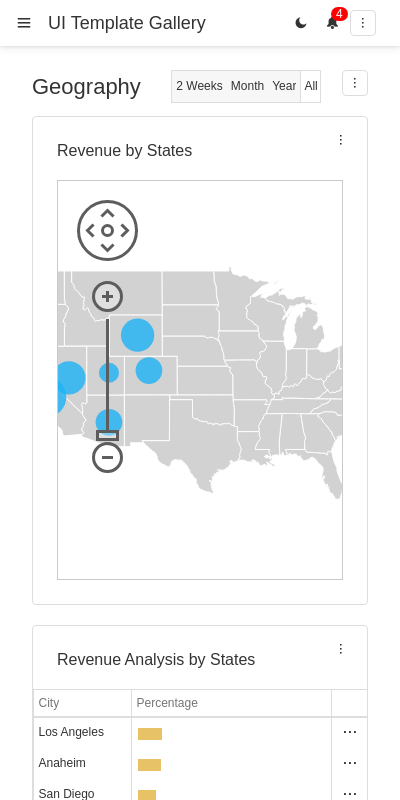 UI Template Gallery
4
Geography
2 Weeks Month Year All
Revenue by States
Revenue Analysis by States
City Percentage
Los Angeles
Anaheim
San Diego